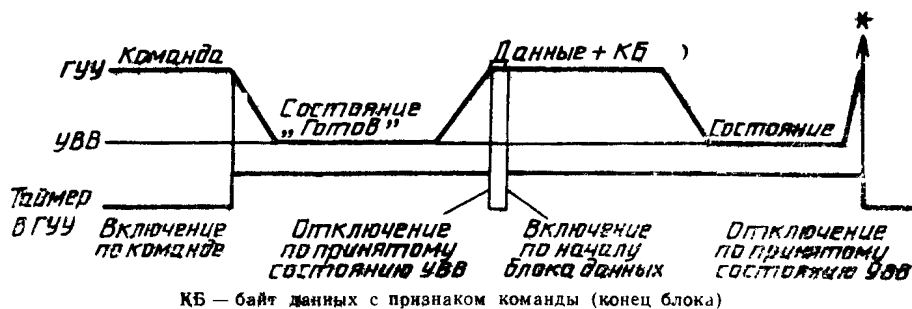 *
ГУУ Команда Данные + КБ )
Состояние
„Готов”
Состояние
УВВ
Таймер
в ГУУ
Включение
по команде
Отключение
по принятому
состоянию УВВ
Включение
по началу
блока данных
Отключение
по принятому
состоянию УВВ
КБ — байт данных с признаком команды (конец блока)